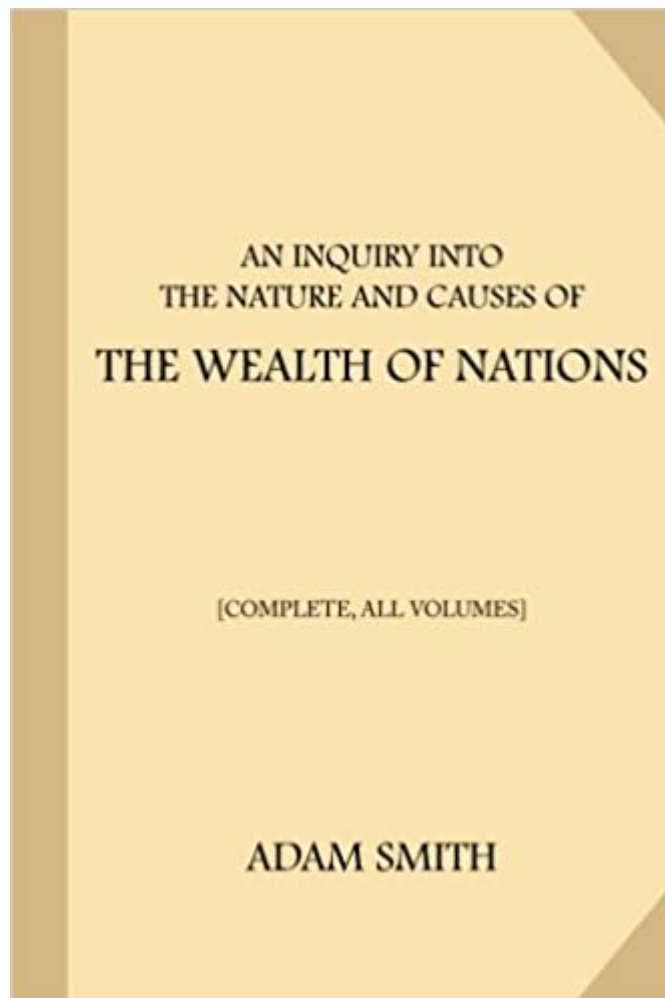 AN INQUIRY INTO
THE NATURE AND CAUSES OF
THE WEALTH OF NATIONS
[COMPLETE, ALL VOLUMES]
ADAM SMITH